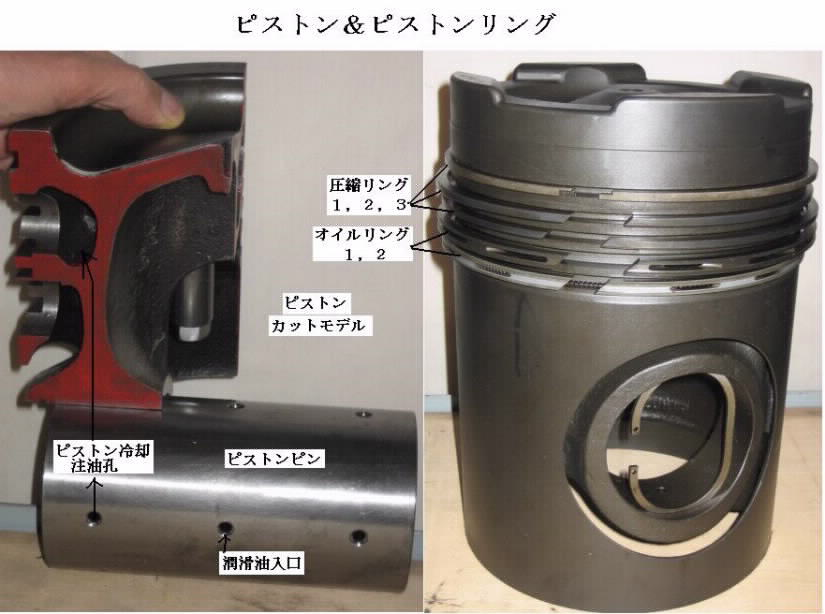 ピストン＆ピストンリング
圧縮リング
１，２，３
オイルリング
１，２
ピストン
カットモデル
ピストン冷却
注油孔
ピストンピン
潤滑油入口